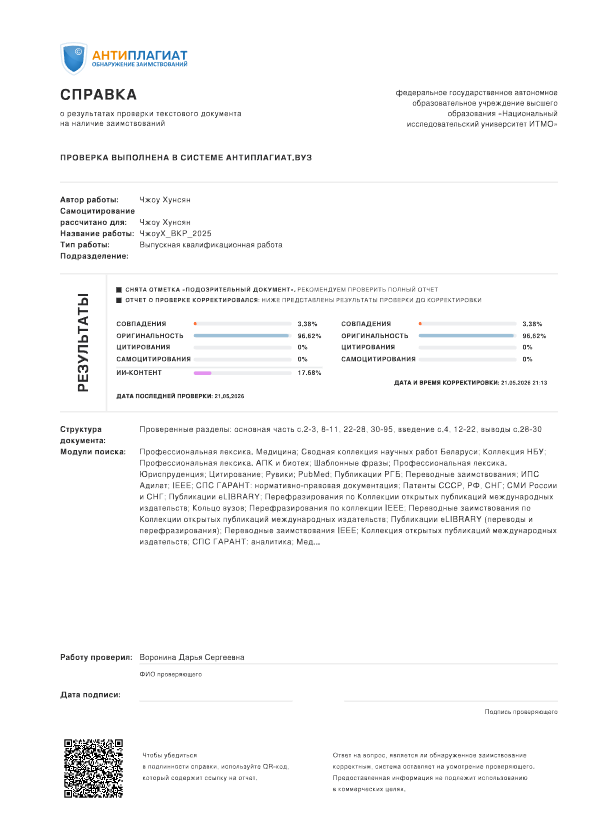 АНТИПЛАГИАТ
ОБНАРУЖЕНИЕ ЗАИМСТВОВАНИЙ
СПРАВКА
о результатах проверки текстового документа
на наличие заимствований
федеральное государственное автономное
образовательное учреждение высшего
образования «Национальный
исследовательский университет ИТМО»
ПРОВЕРКА ВЫПОЛНЕНА В СИСТЕМЕ АНТИПЛАГИАТ.ВУЗ
Автор работы: Чжоу Хунсян
Самоцитирование
рассчитано для: Чжоу Хунсян
Название работы: ЧжоуХ_ВКР_2025
Тип работы: Выпускная квалификационная работа
Подразделение:
РЕЗУЛЬТАТЫ
СНЯТА ОТМЕТКА «ПОДОЗРИТЕЛЬНЫЙ ДОКУМЕНТ». РЕКОМЕНДУЕМ ПРОВЕРИТЬ ПОЛНЫЙ ОТЧЕТ
ОТЧЕТ О ПРОВЕРКЕ КОРРЕКТИРОВАЛСЯ: НИЖЕ ПРЕДСТАВЛЕНЫ РЕЗУЛЬТАТЫ ПРОВЕРКИ ДО КОРРЕКТИРОВКИ
СОВПАДЕНИЯ 3,38%
ОРИГИНАЛЬНОСТЬ 96,62%
ЦИТИРОВАНИЯ 0%
САМОЦИТИРОВАНИЯ 0%
ИИ-КОНТЕНТ 17.68%
ДАТА ПОСЛЕДНЕЙ ПРОВЕРКИ: 21.05.2026
СОВПАДЕНИЯ 3,38%
ОРИГИНАЛЬНОСТЬ 96,62%
ЦИТИРОВАНИЯ 0%
САМОЦИТИРОВАНИЯ 0%
ДАТА И ВРЕМЯ КОРРЕКТИРОВКИ: 21.05.2026 21:13
Структура
документа:
Проверенные разделы: основная часть с.2-3, 8-11, 22-28, 30-95, введение с.4, 12-22, выводы с.28-30
Модули поиска: Профессиональная лексика. Медицина; Сводная коллекция научных работ Беларуси; Коллекция НБУ;
Профессиональная лексика. АПК и биотех; Шаблонные фразы; Профессиональная лексика.
Юриспруденция; Цитирование; Рувики; PubMed; Публикации РГБ; Переводные заимствования; ИПС
Адилет; IEEE; СПС ГАРАНТ: нормативно-правовая документация; Патенты СССР, РФ, СНГ; СМИ России
и СНГ; Публикации eLIBRARY; Перефразирования по Коллекции открытых публикаций международных
издательств; Кольцо вузов; Перефразирования по коллекции IEEE; Переводные заимствования по
Коллекции открытых публикаций международных издательств; Публикации eLIBRARY (переводы и
перефразирования); Переводные заимствования IEEE; Коллекция открытых публикаций международных
издательств; СПС ГАРАНТ: аналитика; Мед...
Работу проверил: Воронина Дарья Сергеевна
ФИО проверяющего
Дата подписи:
Подпись проверяющего
Чтобы убедиться
в подлинности справки, используйте QR-код,
который содержит ссылку на отчет.
Ответ на вопрос, является ли обнаруженное заимствование
корректным, система оставляет на усмотрение проверяющего.
Предоставленная информация не подлежит использованию
в коммерческих целях.